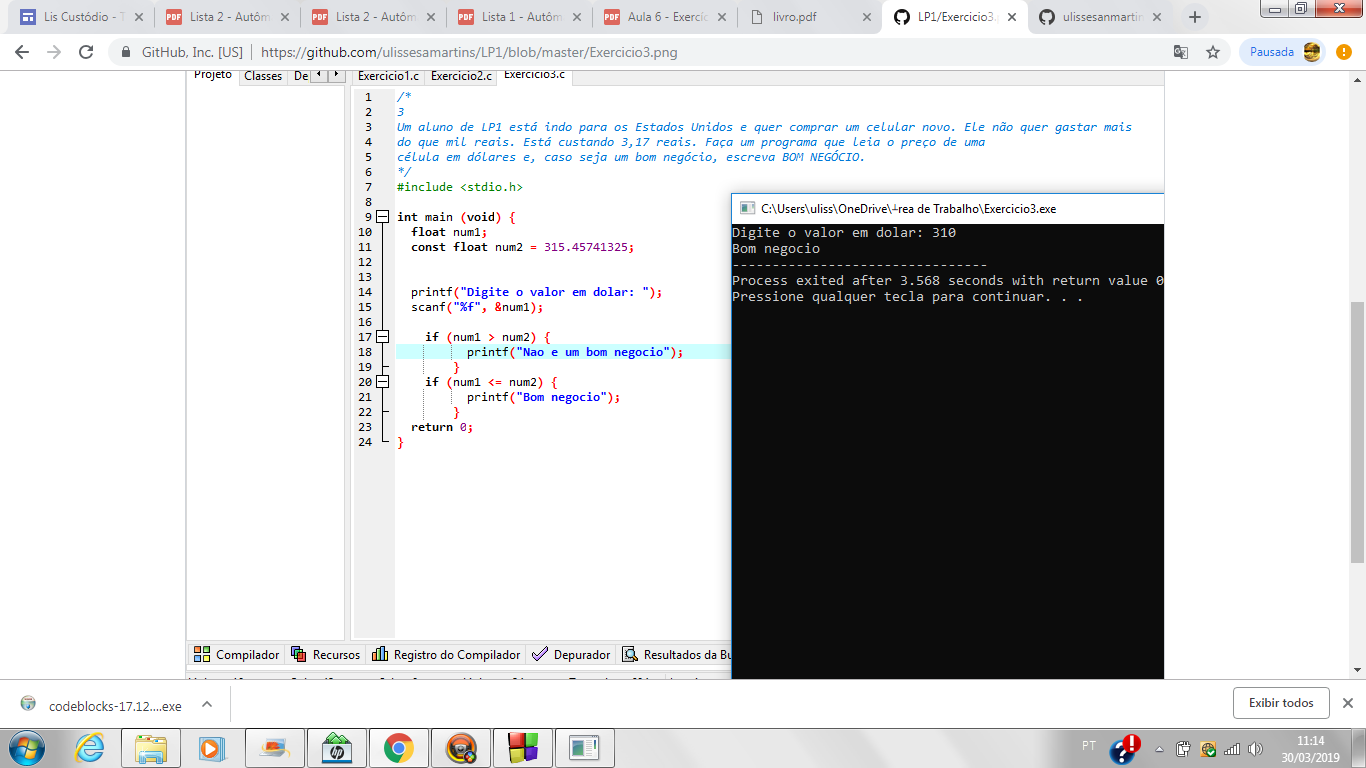 Lis Custódio - T
Lista 2 - Autôm
Lista 2 - Autôm
Lista 1 - Autôm
Aula 6 - Exercíc
livro.pdf
LP1/Exercicio3.p
ulissesanmartin
GitHub, Inc. [US]
https://github.com/ulissesamartins/LP1/blob/master/Exercicio3.png
Pausada
Projeto
Classes
De
Exercicio1.c
Exercicio2.c
Exercicio3.c
1 /*
2 3
3 Um aluno de LP1 está indo para os Estados Unidos e quer comprar um celular novo. Ele não quer gastar mais
4 do que mil reais. Está custando 3,17 reais. Faça um programa que leia o preço de uma
5 célula em dólares e, caso seja um bom negócio, escreva BOM NEGÓCIO.
6 */
7 #include <stdio.h>
8
9 int main (void) {
10 float num1;
11 const float num2 = 315.45741325;
12
13
14 printf("Digite o valor em dolar: ");
15 scanf("%f", &num1);
16
17 if (num1 > num2) {
18 printf("Nao e um bom negocio");
19 }
20 if (num1 <= num2) {
21 printf("Bom negocio");
22 }
23 return 0;
24 }
C:\Users\uliss\OneDrive\┴rea de Trabalho\Exercicio3.exe
Digite o valor em dolar: 310
Bom negocio
--------------------------------
Process exited after 3.568 seconds with return value 0
Pressione qualquer tecla para continuar. . .
Compilador
Recursos
Registro do Compilador
Depurador
Resultados da Bu
codeblocks-17.12....exe
Exibir todos
PT
11:14
30/03/2019